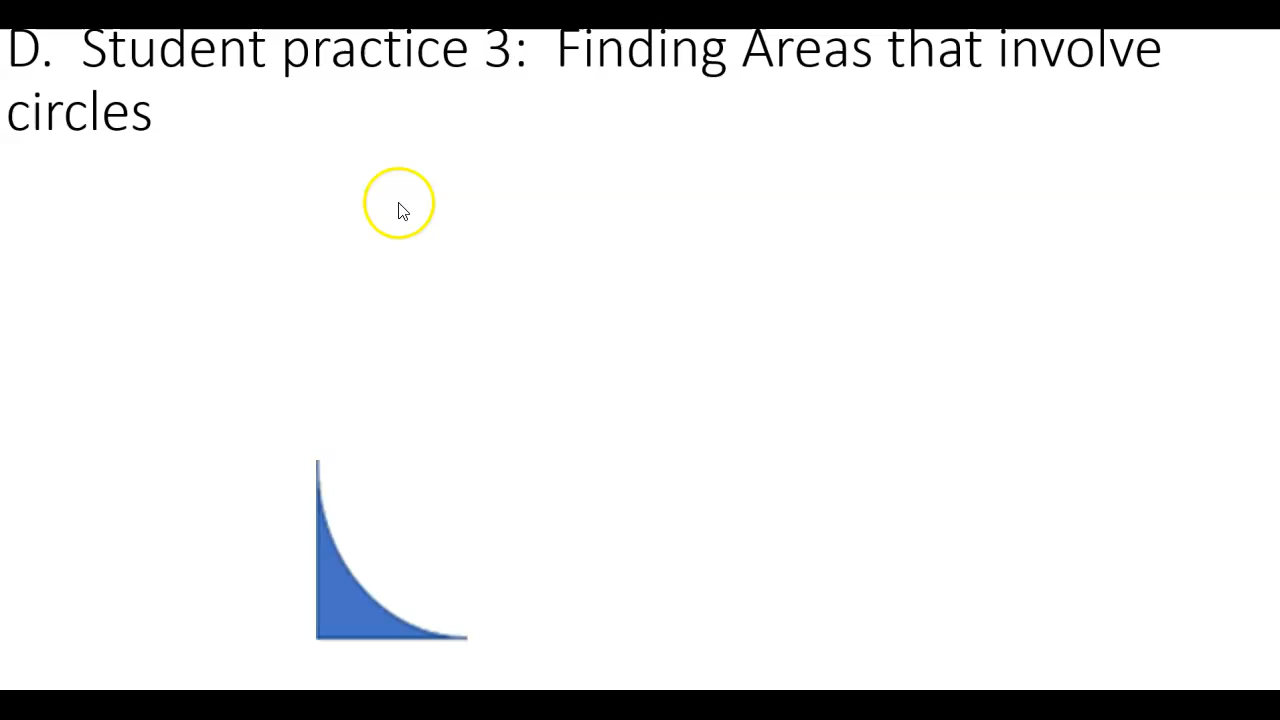 D. Student practice 3: Finding Areas that involve
circles